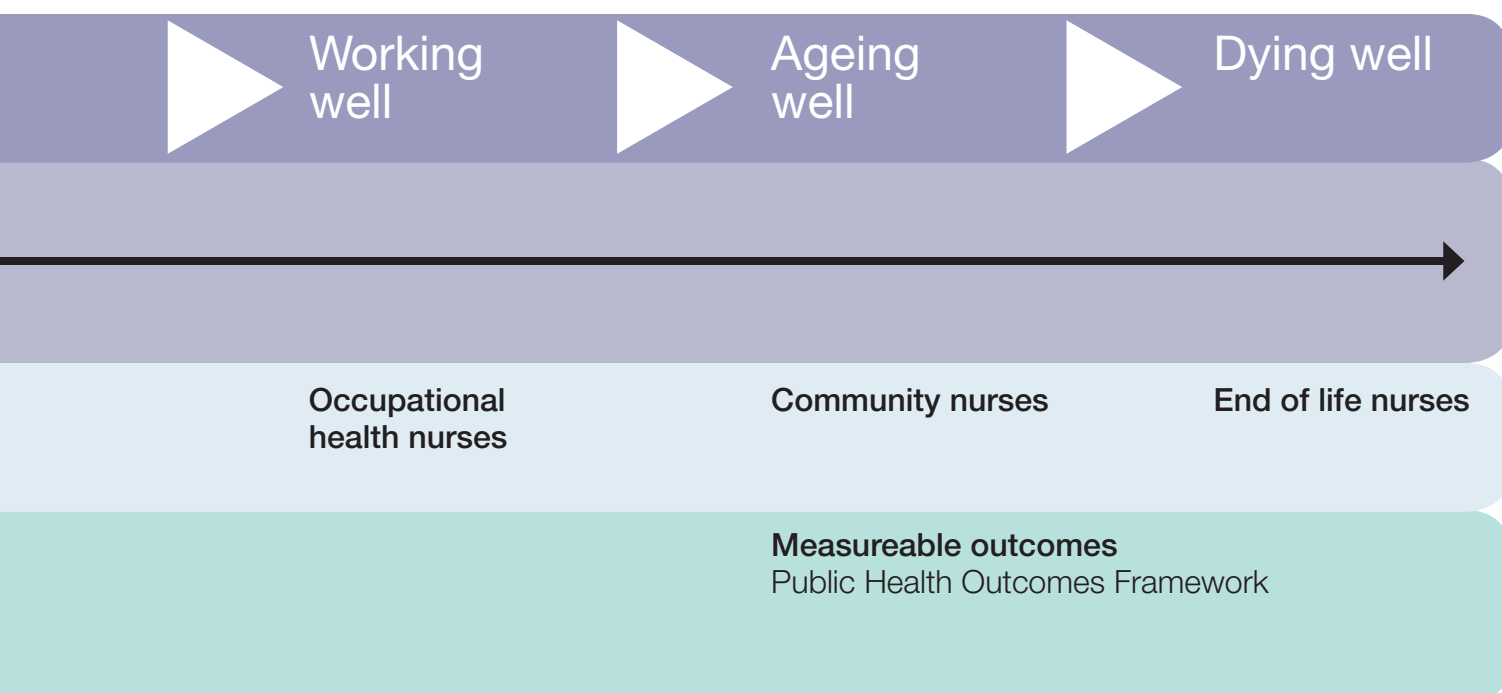 Working
well
Ageing
well
Dying well
Occupational
health nurses
Community nurses
End of life nurses
Measureable outcomes
Public Health Outcomes Framework